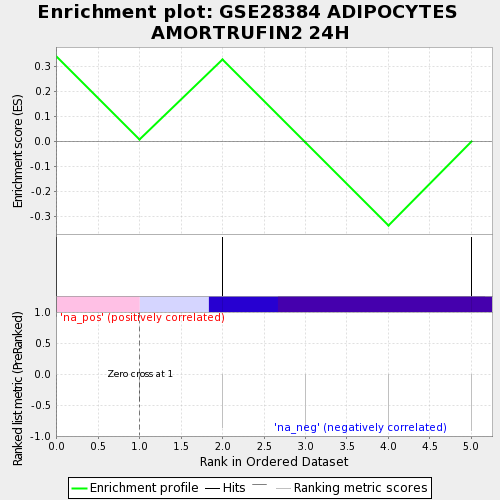 Enrichment plot: GSE28384 ADIPOCYTES
AMORTRUFIN2 24H
Enrichment score (ES)
0.3
0.2
0.1
0.0
-0.1
-0.2
-0.3
Ranked list metric (PreRanked)
1.0
0.5
0.0
-0.5
-1.0
'na_pos' (positively correlated)
Zero cross at 1
'na_neg' (negatively correlated)
0.0 0.5 1.0 1.5 2.0 2.5 3.0 3.5 4.0 4.5 5.0
Rank in Ordered Dataset
Enrichment profile Hits Ranking metric scores